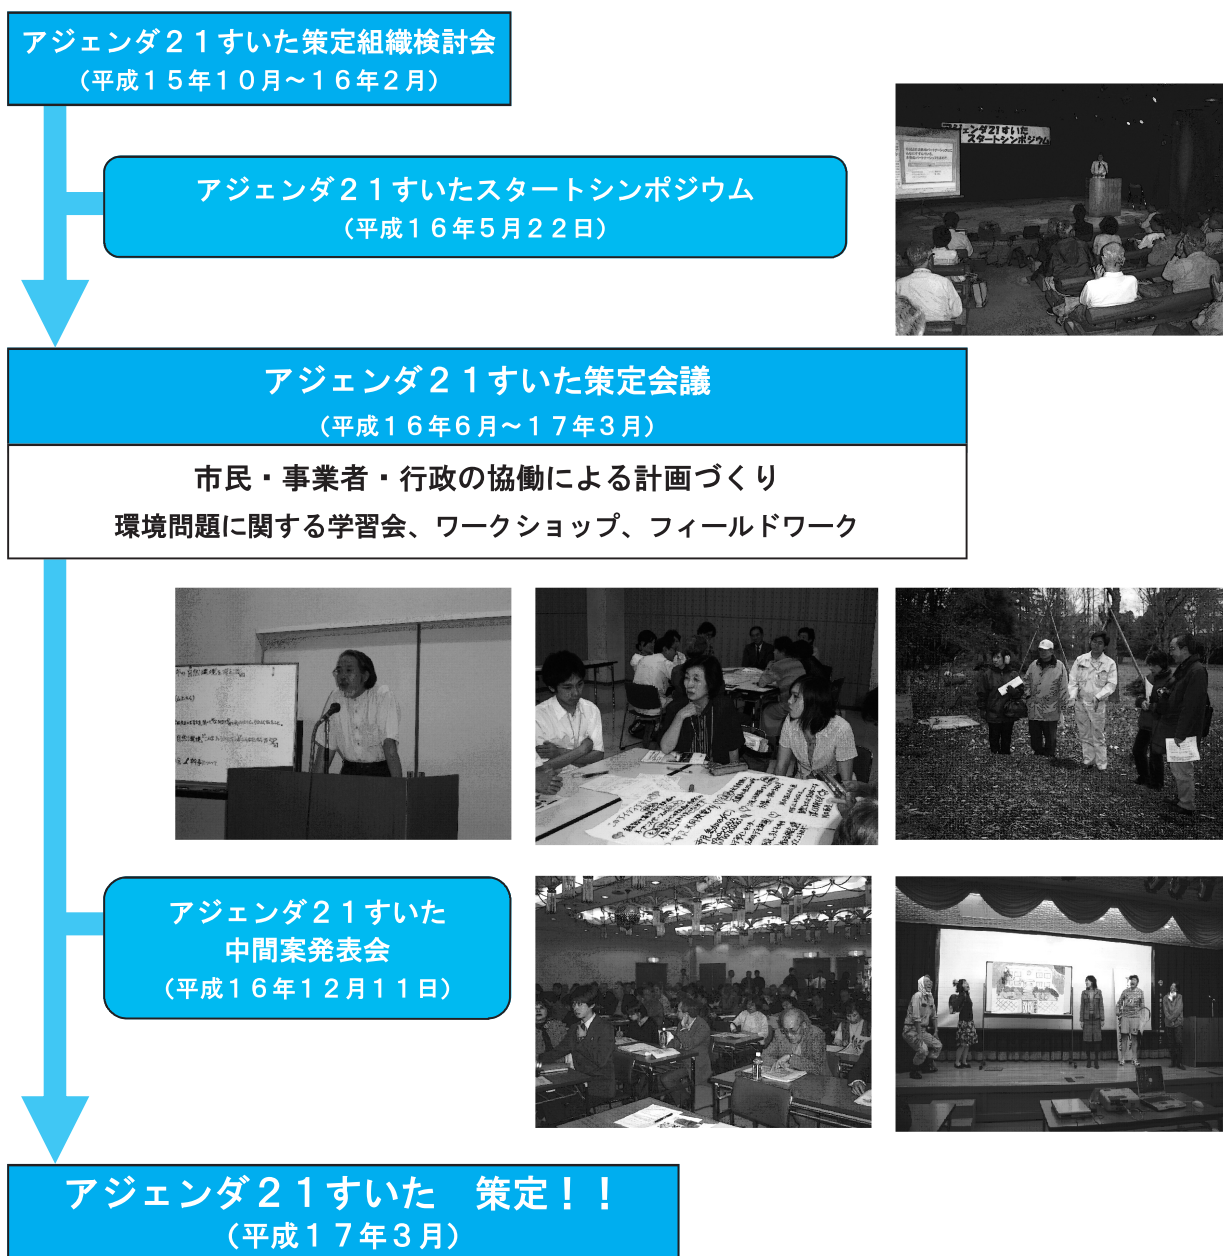 アジェンダ２１すいた策定組織検討会
（平成１５年１０月～１６年２月）
アジェンダ２１すいた
スタートシンポジウム
アジェンダ２１すいたスタートシンポジウム
（平成１６年５月２２日）
アジェンダ２１すいた策定会議
（平成１６年６月～１７年３月）
市民・事業者・行政の協働による計画づくり
環境問題に関する学習会、ワークショップ、フィールドワーク
アジェンダ２１すいた
中間案発表会
（平成１６年１２月１１日）
アジェンダ２１すいた　策定！！
（平成１７年３月）